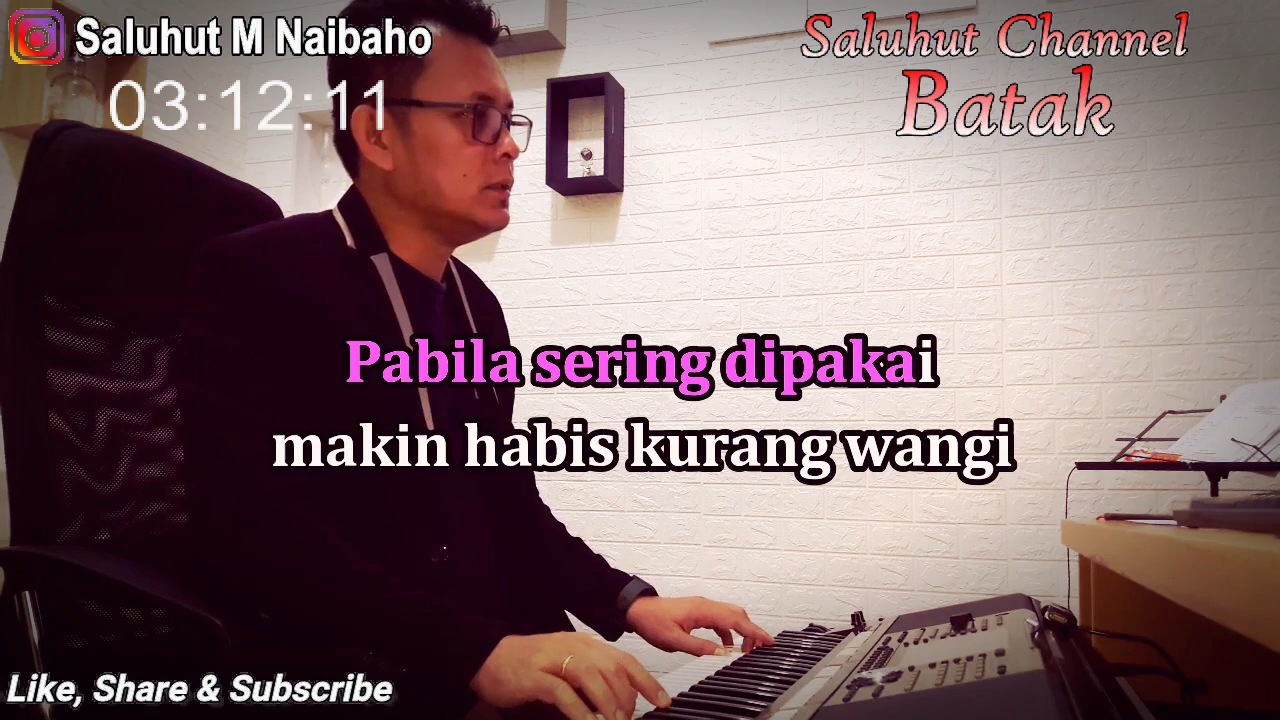 Saluhut M Naibaho
Saluhut Channel
Batak
03:12:11
Pabila sering dipakai
makin habis kurang wangi
Like, Share & Subscribe